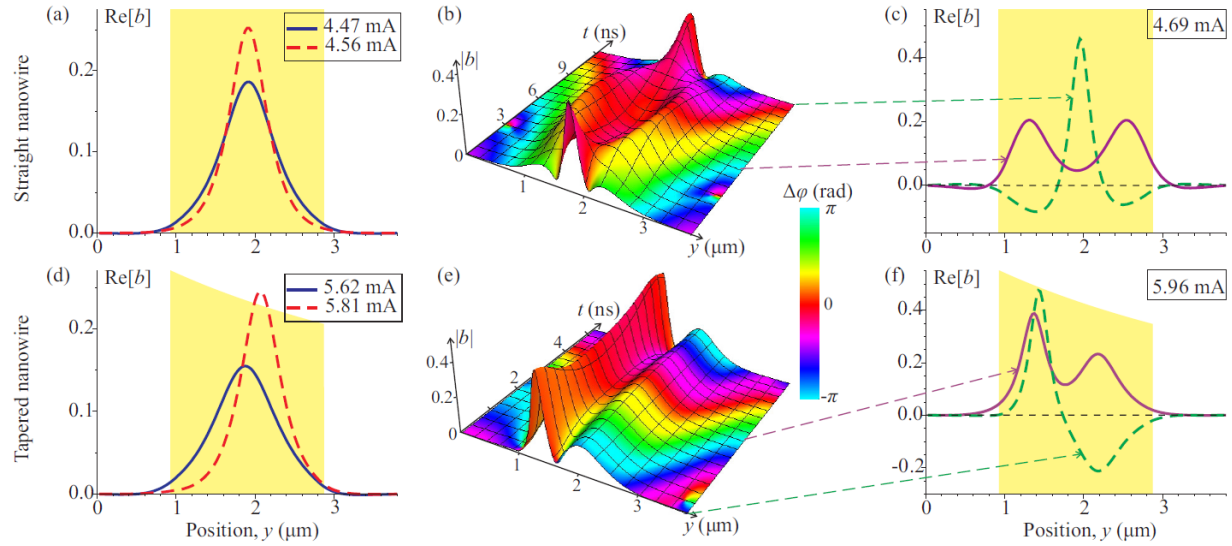 Straight nanowire
(a)
Re[b]
4.47 mA
4.56 mA
0.2
0.1
0.0
0
1
2
3
(b)
|b|
t (ns)
0.4
0.2
0
3
6
9
1
2
3
y (μm)
(c)
Re[b]
4.69 mA
0.4
0.2
0.0
0
1
2
3
Δφ (rad)
π
0
-π
Tapered nanowire
(d)
Re[b]
5.62 mA
5.81 mA
0.2
0.1
0.0
0
1
2
3
Position, y (μm)
(e)
|b|
t (ns)
0.4
0.2
0
2
4
1
2
3
y (μm)
(f)
Re[b]
5.96 mA
0.4
0.2
0.0
-0.2
0
1
2
3
Position, y (μm)